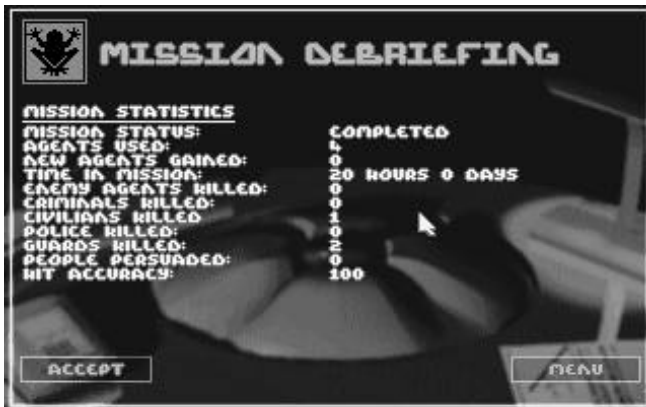 MISSION DEBRIEFING
MISSION STATISTICS
MISSION STATUS: COMPLETED
AGENTS USED: 4
NEW AGENTS GAINED: 0
TIME IN MISSION: 20 HOURS 0 DAYS
ENEMY AGENTS KILLED: 0
CRIMINALS KILLED: 0
CIVILIANS KILLED 1
POLICE KILLED: 0
GUARDS KILLED: 2
PEOPLE PERSUADED: 0
HIT ACCURACY: 100
ACCEPT MENU